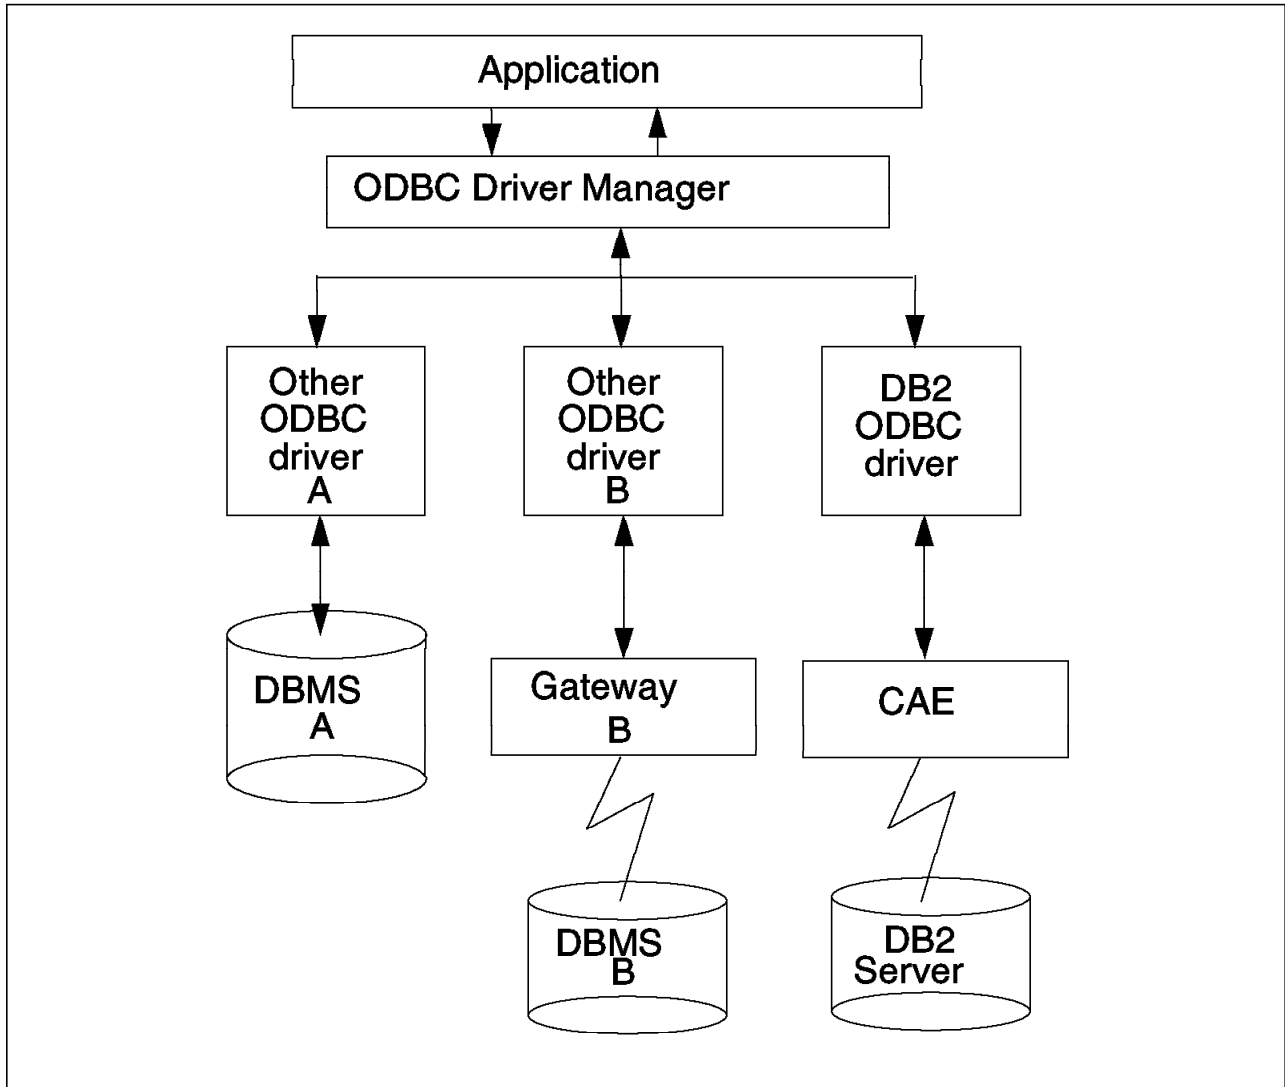 Application
ODBC Driver Manager
Other
ODBC
driver
A
Other
ODBC
driver
B
DB2
ODBC
driver
DBMS
A
Gateway
B
CAE
DBMS
B
DB2
Server